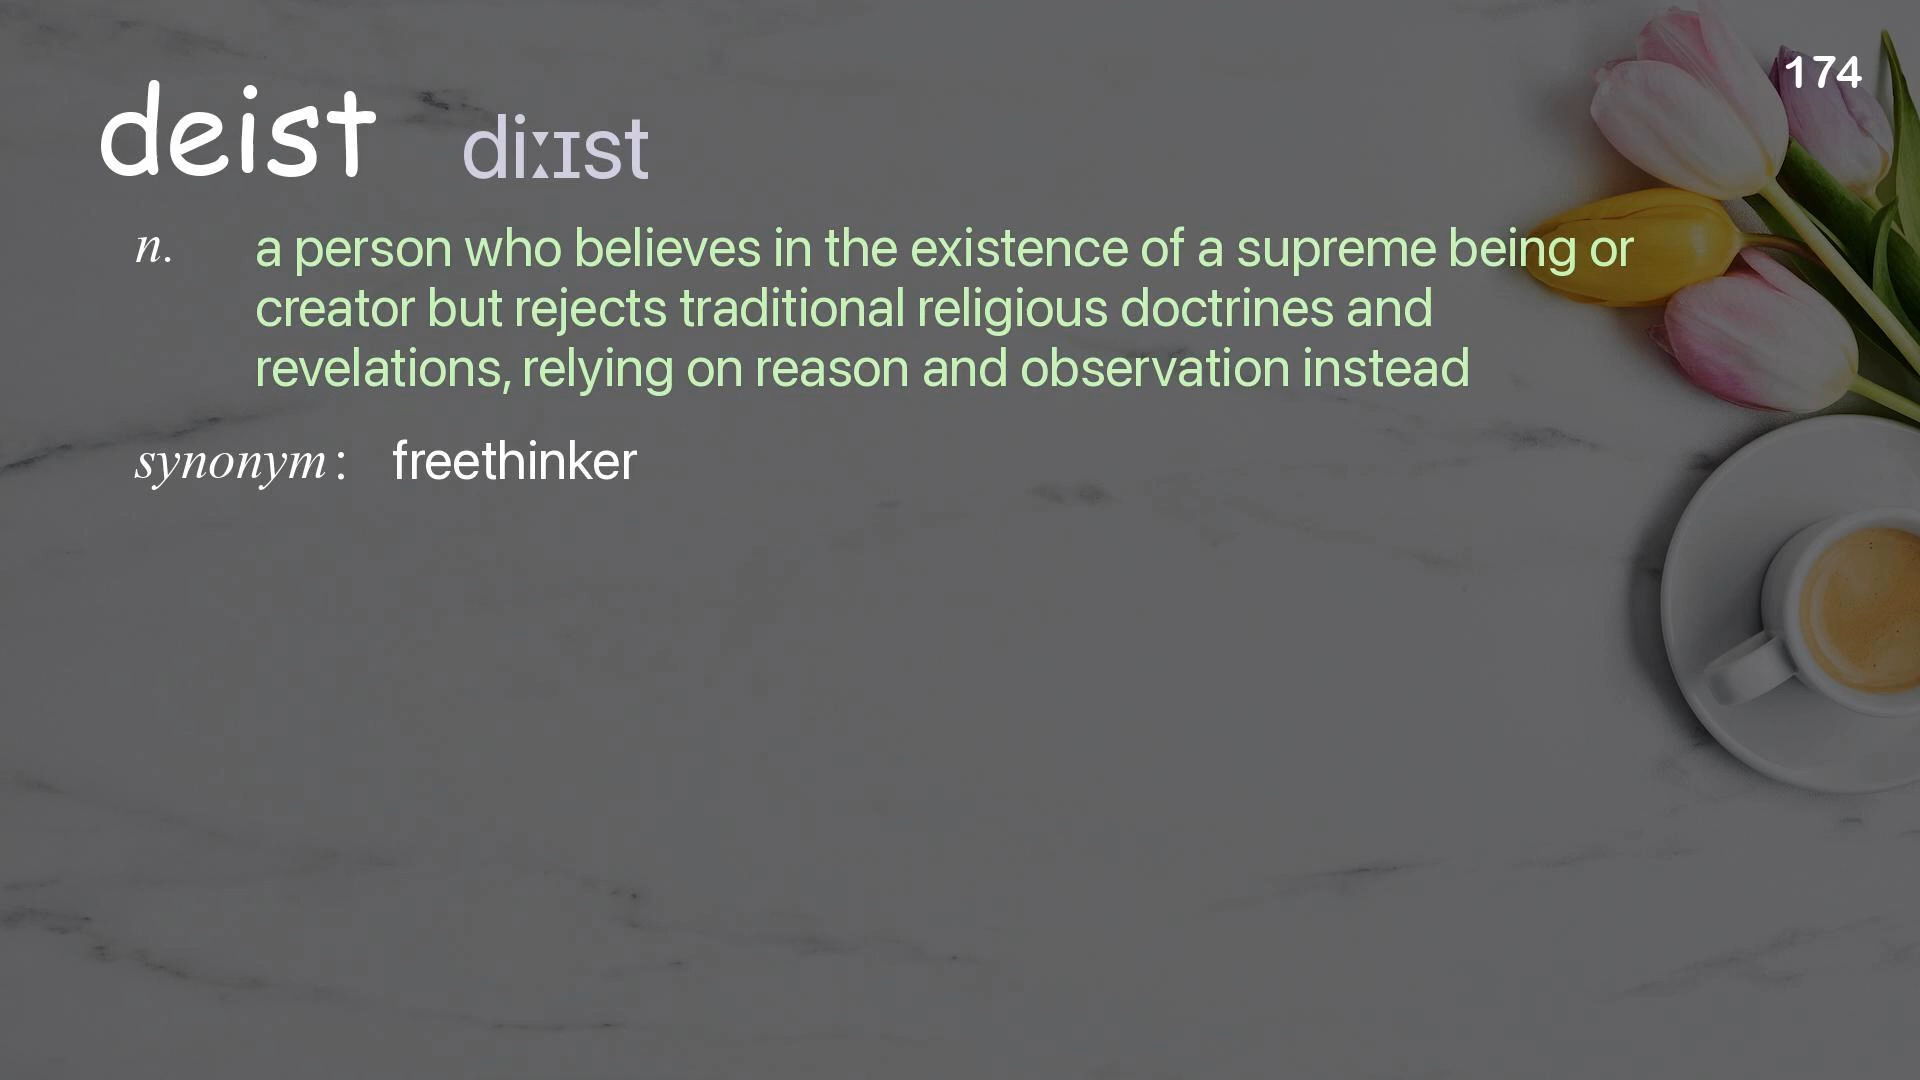 174
deist diːɪst
n. a person who believes in the existence of a supreme being or
creator but rejects traditional religious doctrines and
revelations, relying on reason and observation instead
synonym : freethinker